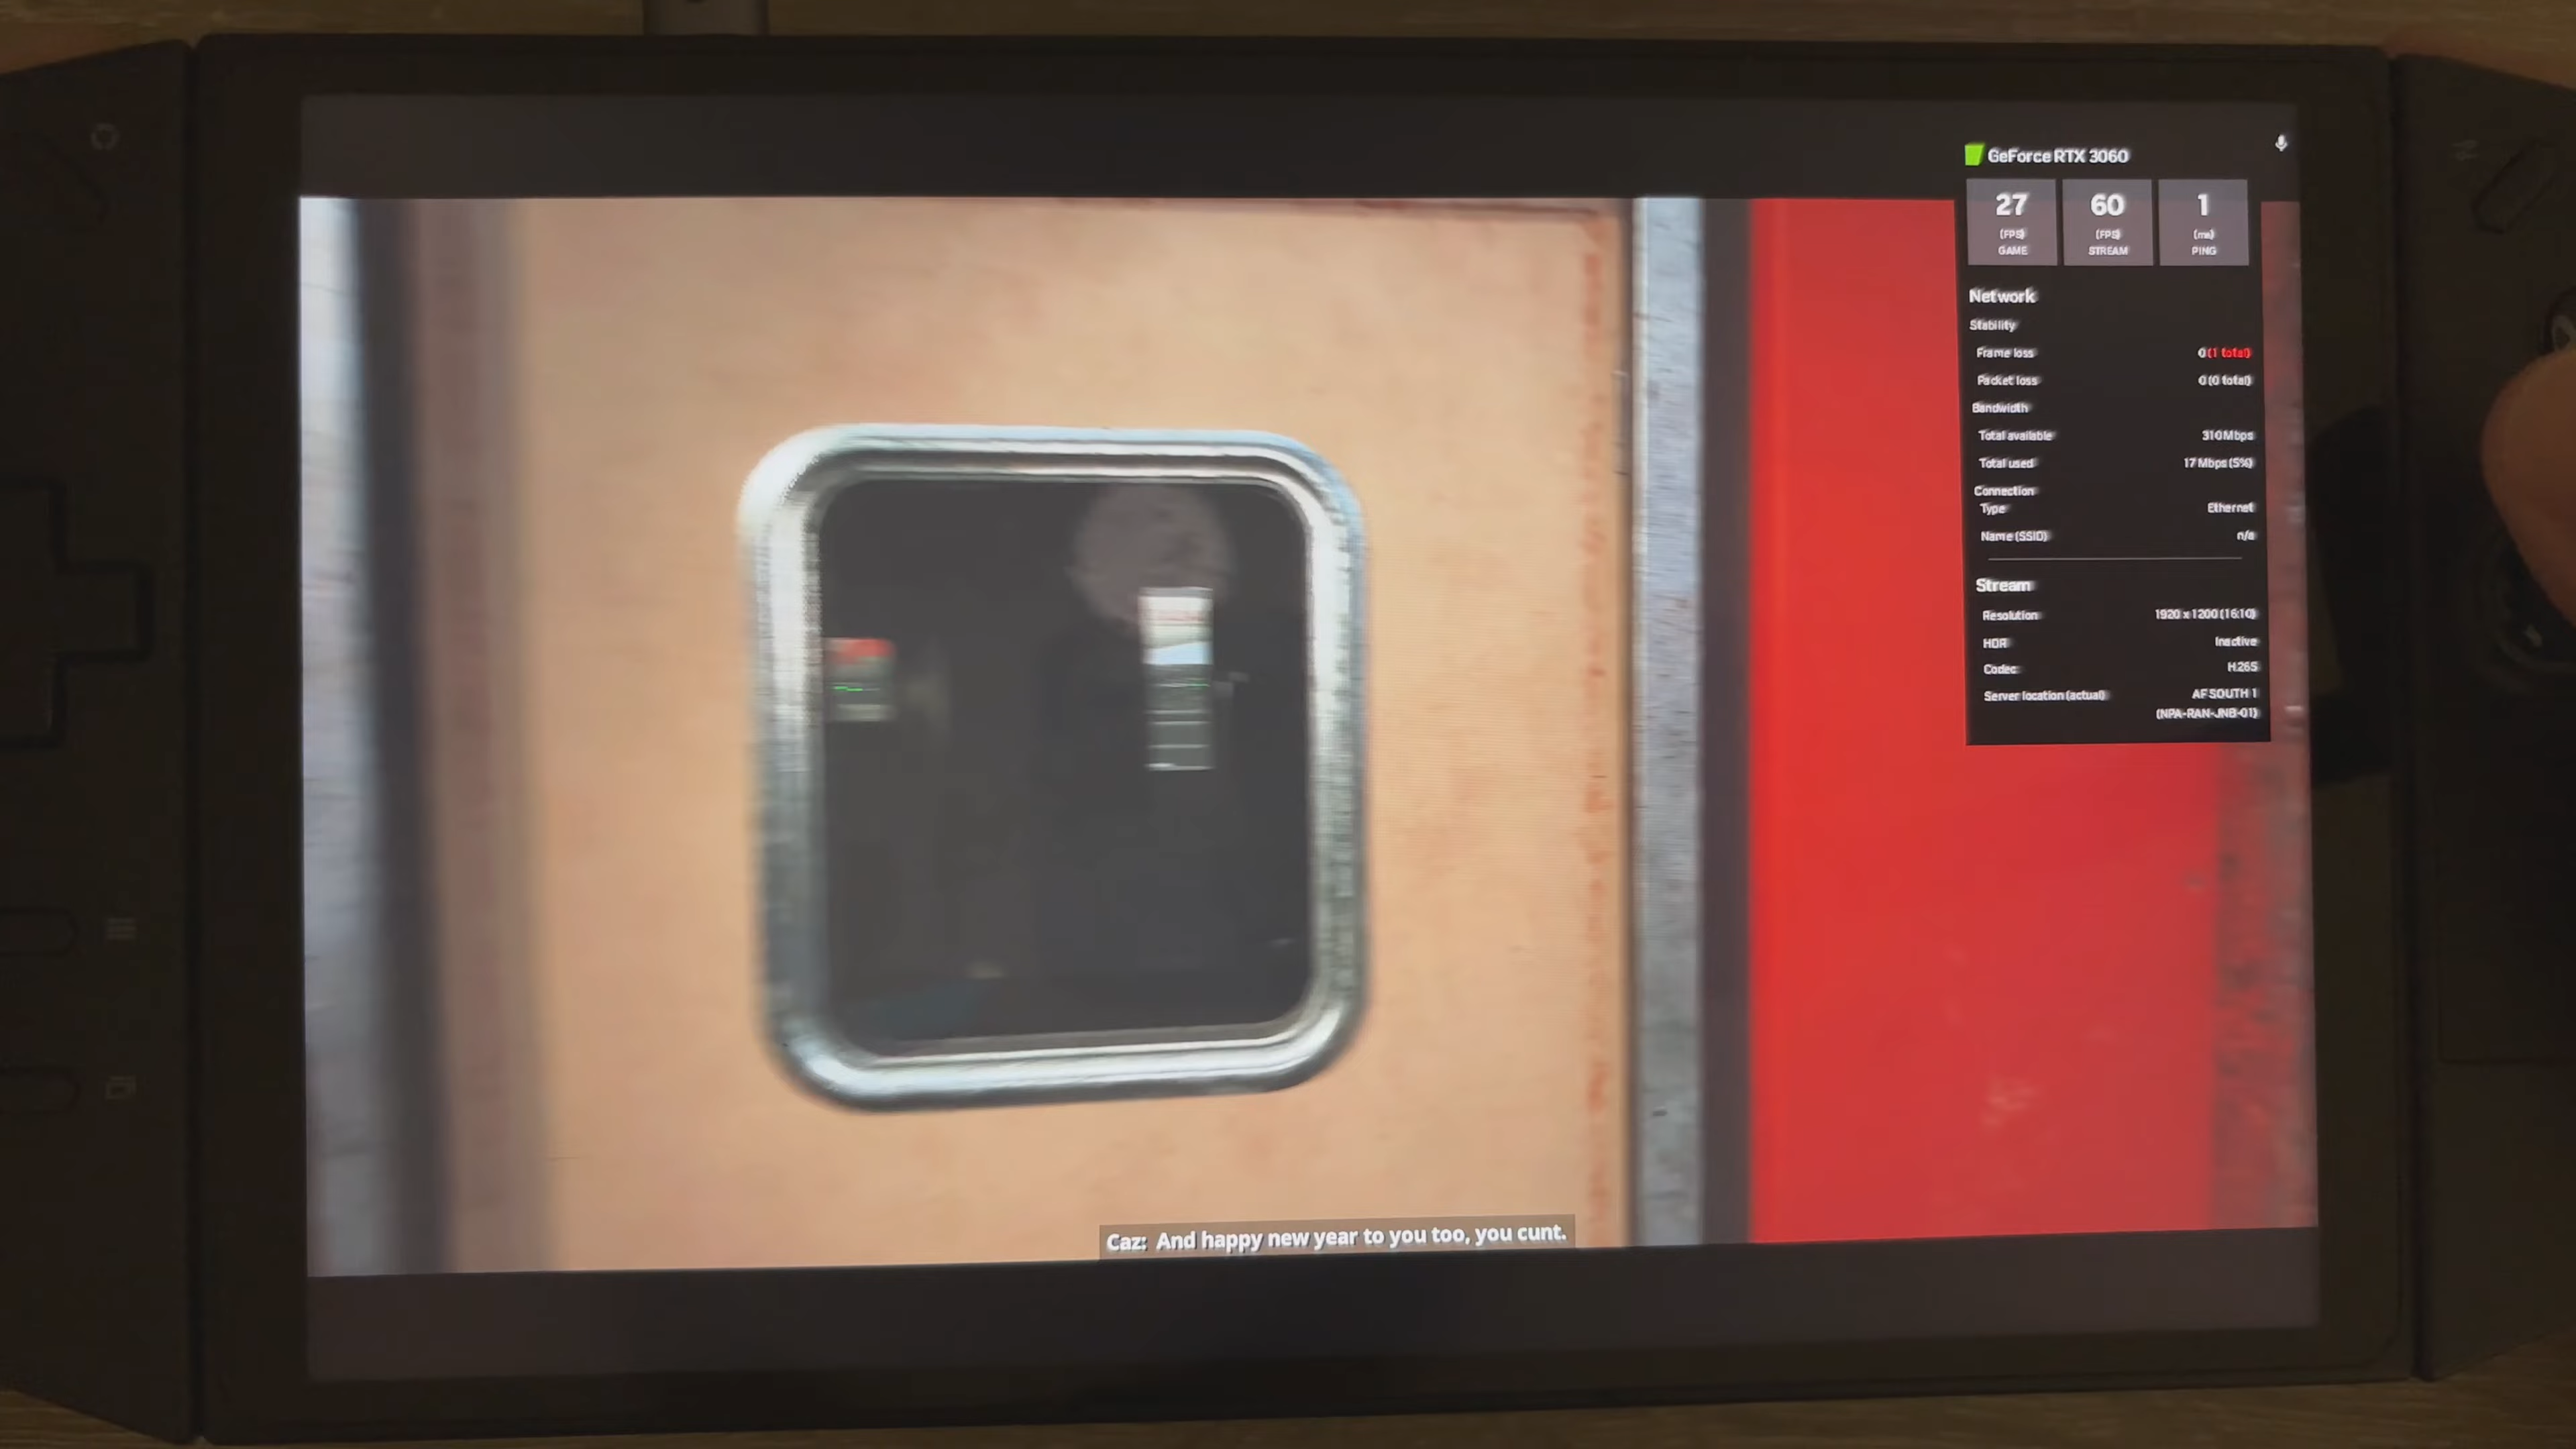 GeForce RTX 3060
27 60 1
(FPS) (FPS) (ms)
GAME STREAM PING
Network
Stability
Frame loss 0 (1 total)
Packet loss 0 (0 total)
Bandwidth
Total available 310 Mbps
Total used 17 Mbps (5%)
Connection
Type Ethernet
Name (SSID) n/a
Stream
Resolution 1920 x 1200 (16:10)
HDR Inactive
Codec H265
Server location (actual) AF SOUTH 1
(NPA-RAN-JNB-01)
Caz: And happy new year to you too, you cunt.